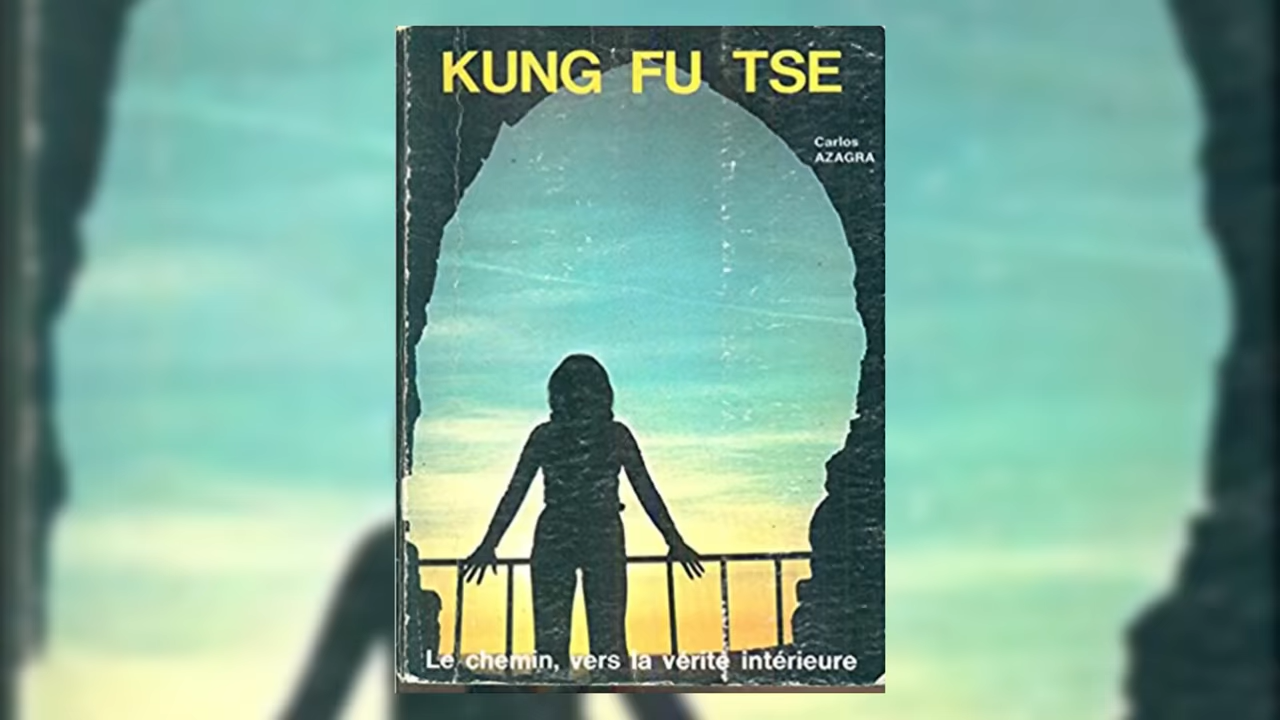 KUNG FU TSE
Carlos
AZAGRA
Le chemin, vers la vérité intérieure